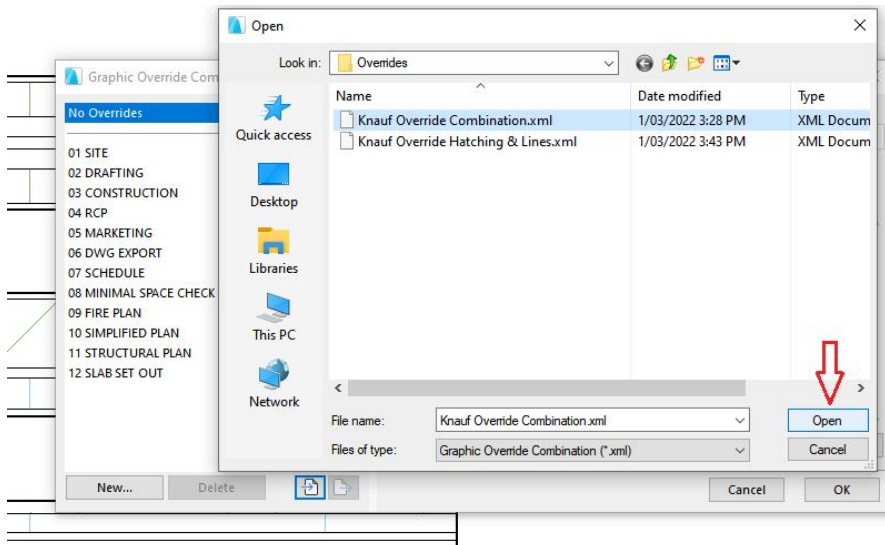 Open
Look in: Overrides
Graphic Override Com
No Overrides
01 SITE
02 DRAFTING
03 CONSTRUCTION
04 RCP
05 MARKETING
06 DWG EXPORT
07 SCHEDULE
08 MINIMAL SPACE CHECK
09 FIRE PLAN
10 SIMPLIFIED PLAN
11 STRUCTURAL PLAN
12 SLAB SET OUT
New... Delete
Quick access
Desktop
Libraries
This PC
Network
Name Date modified Type
Knauf Override Combination.xml 1/03/2022 3:28 PM XML Docum
Knauf Override Hatching & Lines.xml 1/03/2022 3:43 PM XML Docum
File name: Knauf Override Combination.xml Open
Files of type: Graphic Override Combination (*.xml) Cancel
Cancel OK